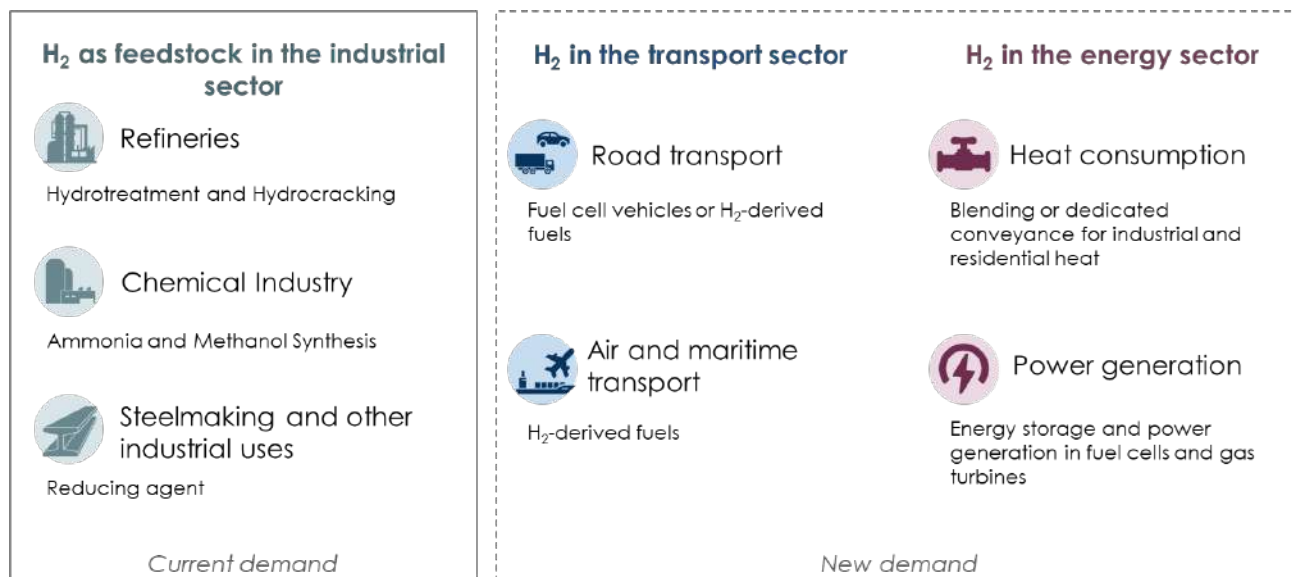 H₂ as feedstock in the industrial
sector
Refineries
Hydrotreatment and Hydrocracking
Chemical Industry
Ammonia and Methanol Synthesis
Steelmaking and other
industrial uses
Reducing agent
Current demand
H₂ in the transport sector
Road transport
Fuel cell vehicles or H₂-derived
fuels
Air and maritime
transport
H₂-derived fuels
H₂ in the energy sector
Heat consumption
Blending or dedicated
conveyance for industrial and
residential heat
Power generation
Energy storage and power
generation in fuel cells and gas
turbines
New demand